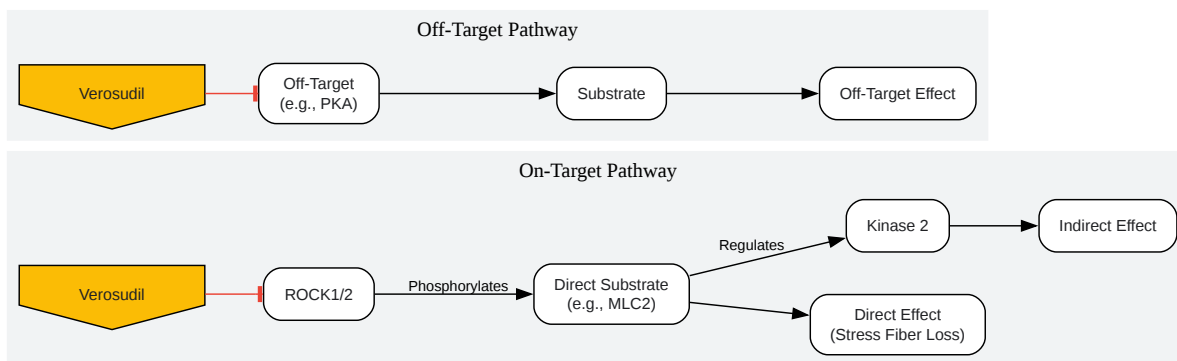 Off-Target Pathway
Verosudil
Off-Target
(e.g., PKA)
Substrate
Off-Target Effect
On-Target Pathway
Verosudil
ROCK1/2
Phosphorylates
Direct Substrate
(e.g., MLC2)
Regulates
Kinase 2
Indirect Effect
Direct Effect
(Stress Fiber Loss)